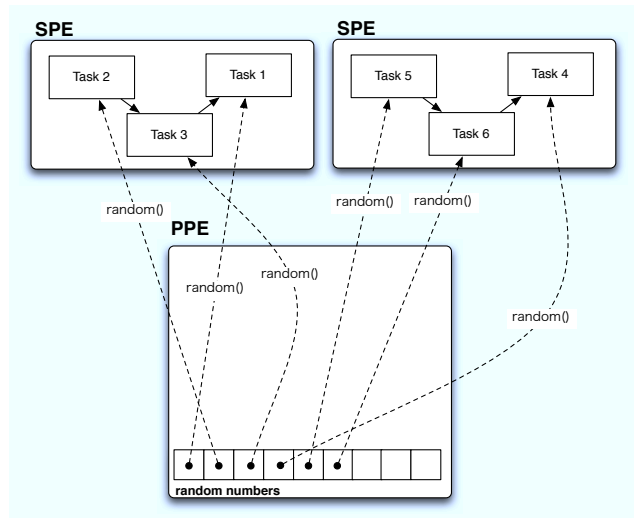 SPE
SPE
Task 2
Task 1
Task 5
Task 4
Task 3
Task 6
random()
random()
random()
PPE
random()
random()
random()
random numbers